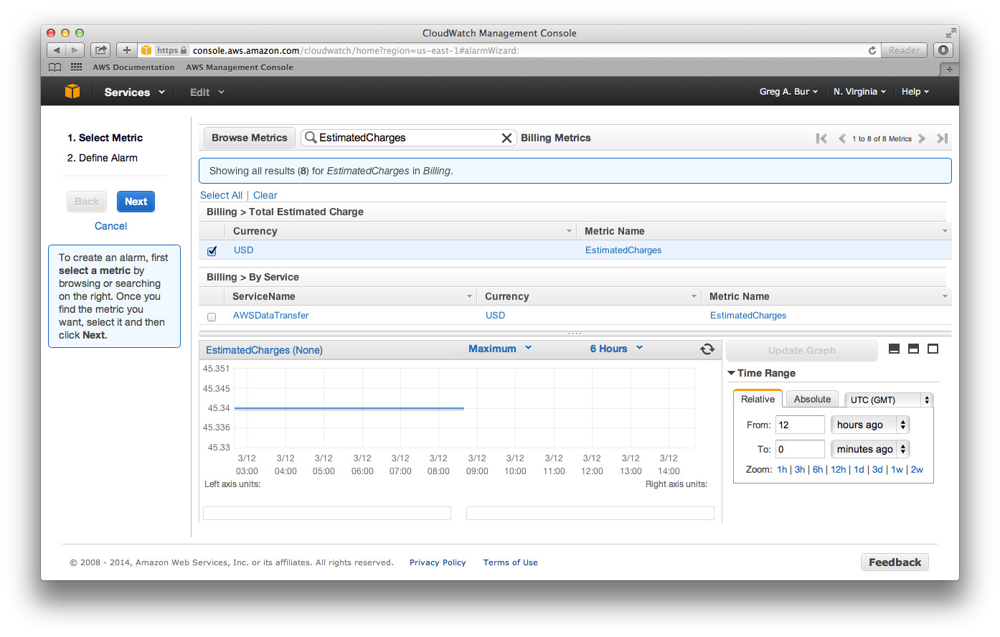 CloudWatch Management Console
https console.aws.amazon.com/cloudwatch/home?region=us-east-1#alarmWizard: Reader
AWS Documentation AWS Management Console
Services Edit Greg A. Bur N. Virginia Help
1. Select Metric
2. Define Alarm
Back Next
Cancel
To create an alarm, first
select a metric by
browsing or searching
on the right. Once you
find the metric you
want, select it and then
click Next.
Browse Metrics EstimatedCharges Billing Metrics 1 to 8 of 8 Metrics
Showing all results (8) for EstimatedCharges in Billing.
Select All | Clear
Billing > Total Estimated Charge
Currency Metric Name
USD EstimatedCharges
Billing > By Service
ServiceName Currency Metric Name
AWSDataTransfer USD EstimatedCharges
EstimatedCharges (None) Maximum 6 Hours
45.351
45.345
45.34
45.336
45.33
3/12 3/12 3/12 3/12 3/12 3/12 3/12 3/12 3/12 3/12 3/12 3/12
03:00 04:00 05:00 06:00 07:00 08:00 09:00 10:00 11:00 12:00 13:00 14:00
Left axis units: Right axis units:
Update Graph
Time Range
Relative Absolute UTC (GMT)
From: 12 hours ago
To: 0 minutes ago
Zoom: 1h | 3h | 6h | 12h | 1d | 3d | 1w | 2w
© 2008 - 2014, Amazon Web Services, Inc. or its affiliates. All rights reserved. Privacy Policy Terms of Use Feedback